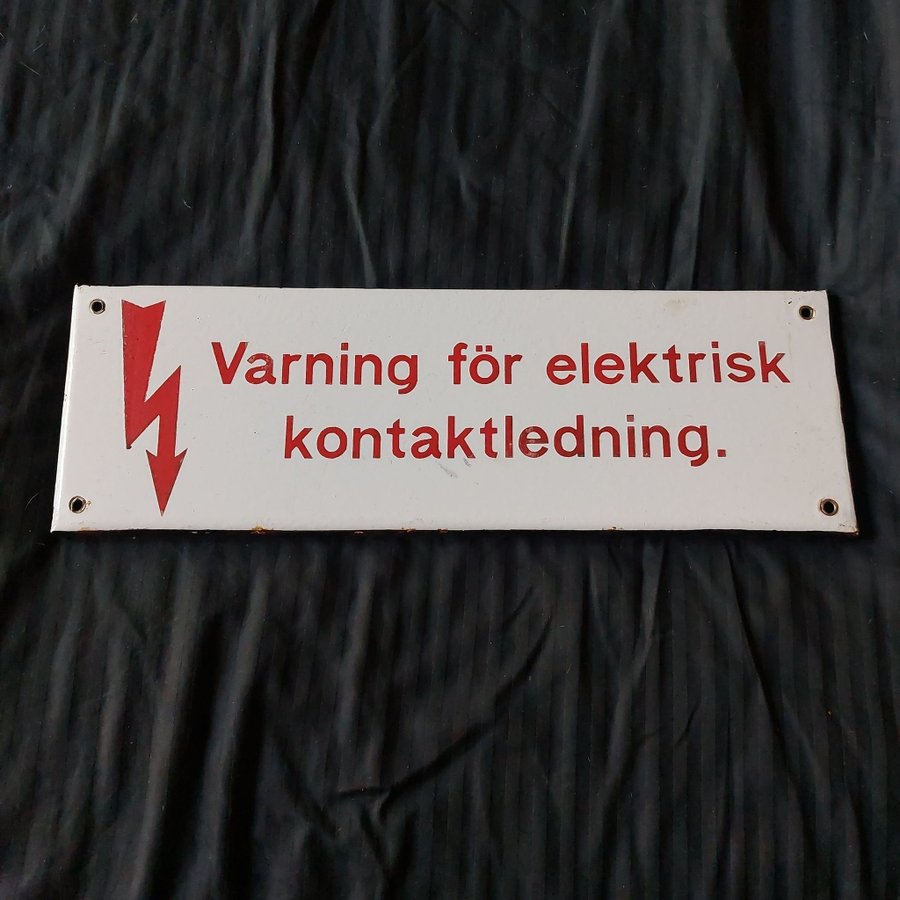 Varning för elektrisk
kontaktledning.